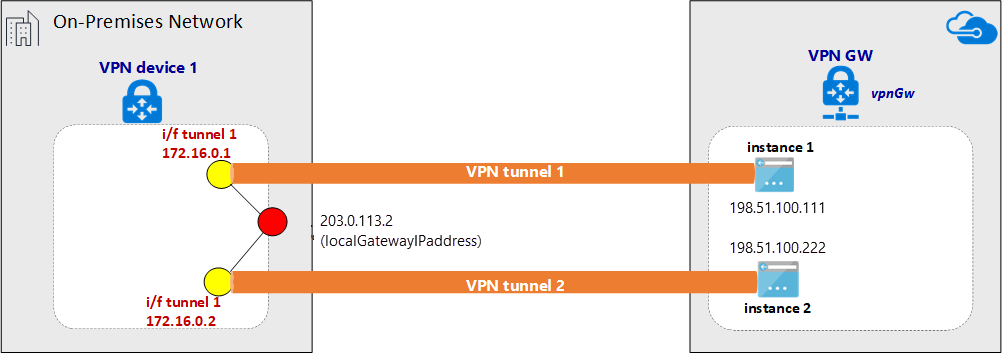 On-Premises Network
VPN device 1
i/f tunnel 1
172.16.0.1
VPN tunnel 1
203.0.113.2
(localGatewayIPaddress)
VPN tunnel 2
i/f tunnel 1
172.16.0.2
VPN GW
vpnGw
instance 1
198.51.100.111
198.51.100.222
instance 2